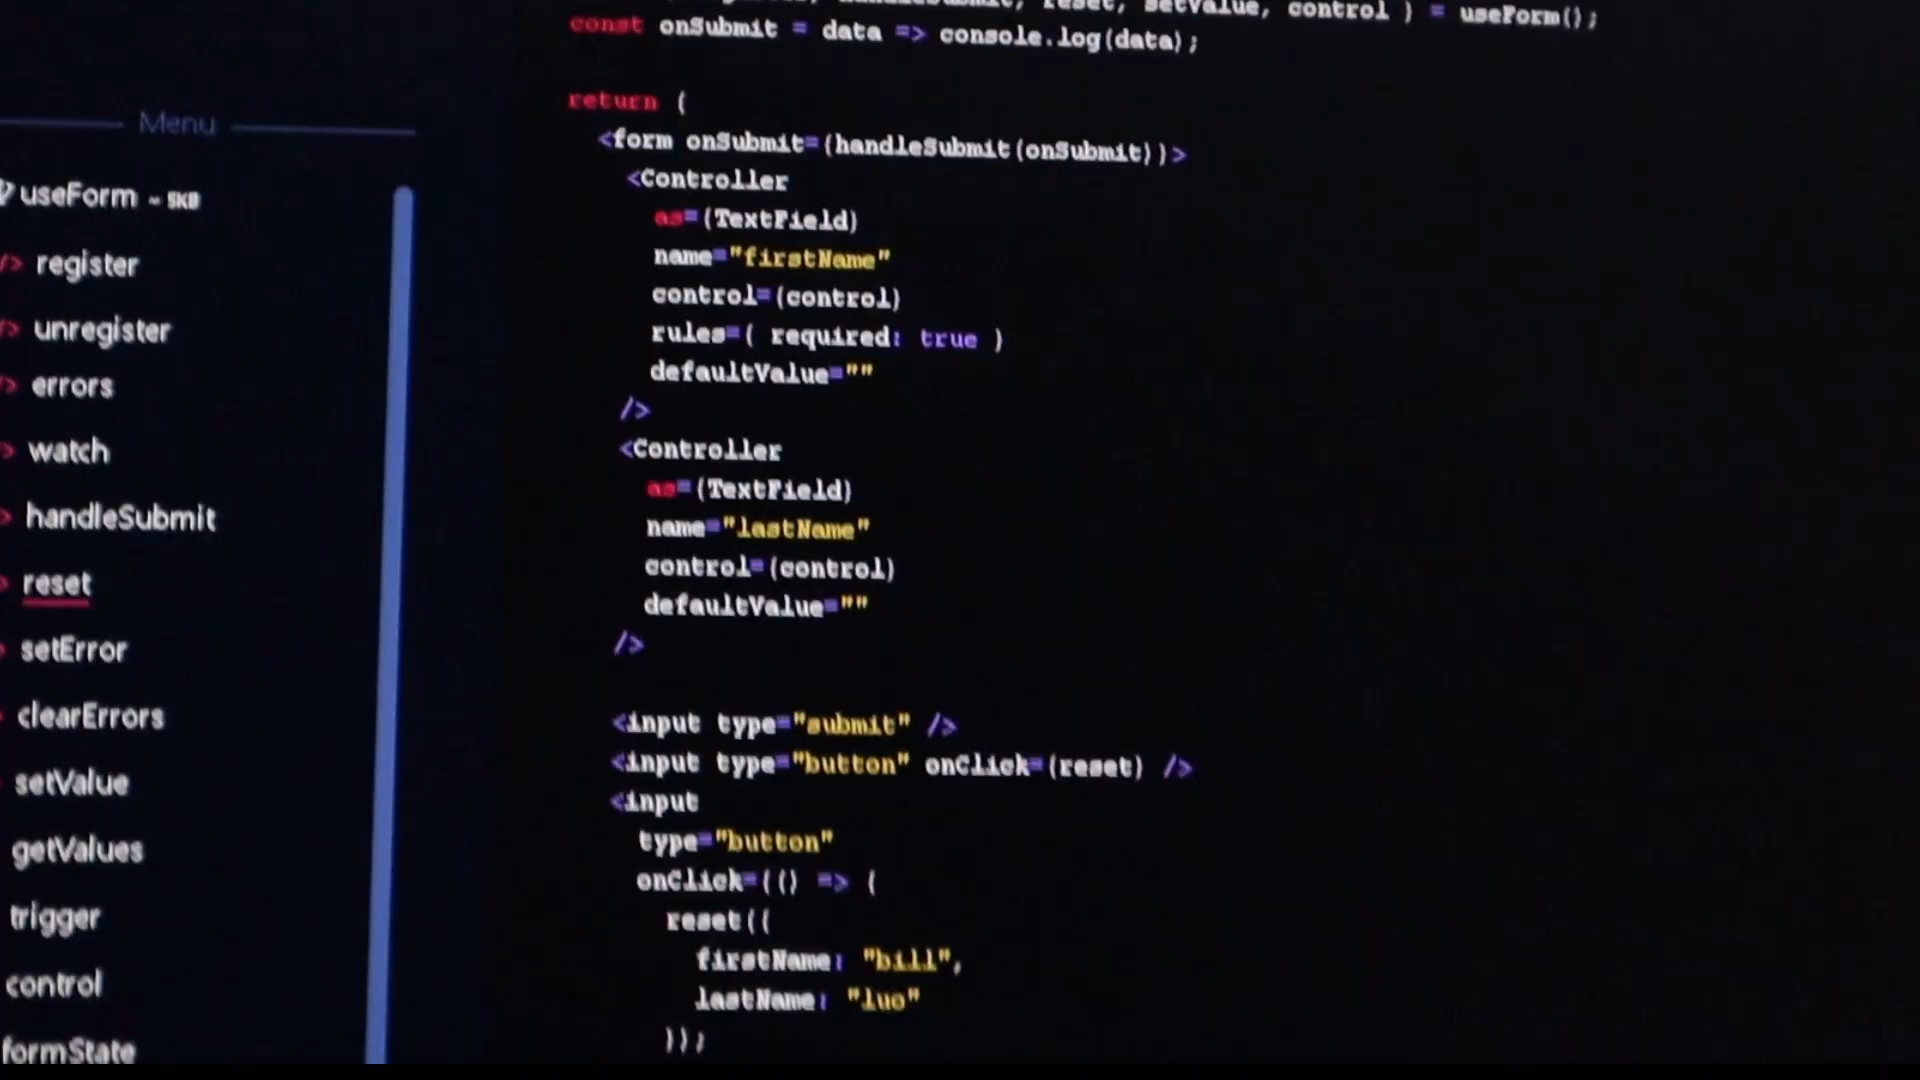 Menu
useForm ~ 5KB
</> register
</> unregister
</> errors
> watch
> handleSubmit
> reset
setError
clearErrors
setValue
getValues
trigger
control
formState
reset, setValue, control } = useForm();
const onSubmit = data => console.log(data);
return (
<form onSubmit={handleSubmit(onSubmit)}>
<Controller
as={TextField}
name="firstName"
control={control}
rules={ required: true }
defaultValue=""
/>
<Controller
as={TextField}
name="lastName"
control={control}
defaultValue=""
/>
<input type="submit" />
<input type="button" onClick={reset} />
<input
type="button"
onClick={() => {
reset({
firstName: "bill",
lastName: "luo"
});